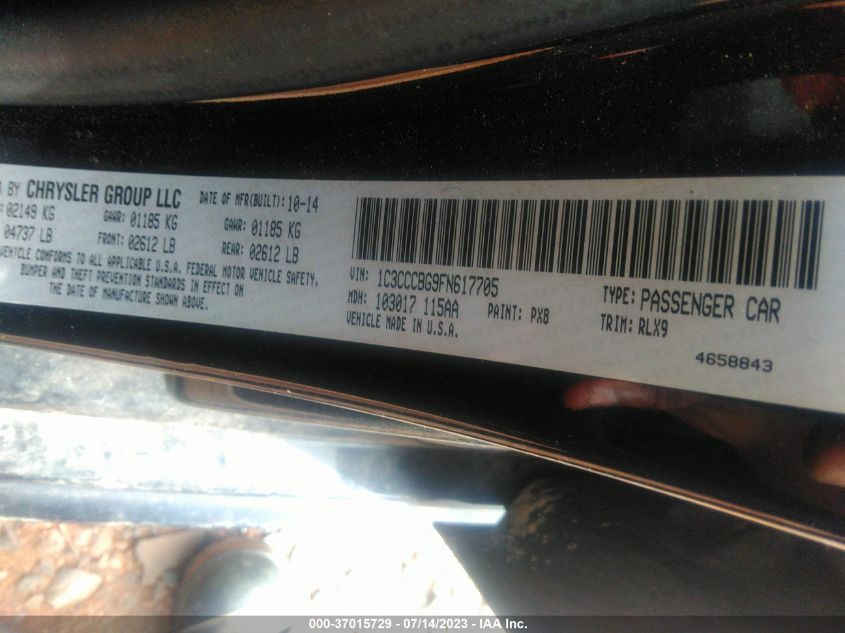 BY CHRYSLER GROUP LLC DATE OF MFR(BUILT): 10-14
: 02149 KG GAWR: 01185 KG GAWR: 01185 KG
04737 LB FRONT: 02612 LB REAR: 02612 LB
VEHICLE CONFORMS TO ALL APPLICABLE U.S.A. FEDERAL MOTOR VEHICLE SAFETY,
BUMPER AND THEFT PREVENTION STANDARDS IN EFFECT ON
THE DATE OF MANUFACTURE SHOWN ABOVE.
VIN: 1C3CCCBG9FN617705 TYPE: PASSENGER CAR
MDH: 103017 115AA PAINT: PX8 TRIM: RLX9
VEHICLE MADE IN U.S.A.
4658843
000-37015729 - 07/14/2023 - IAA Inc.